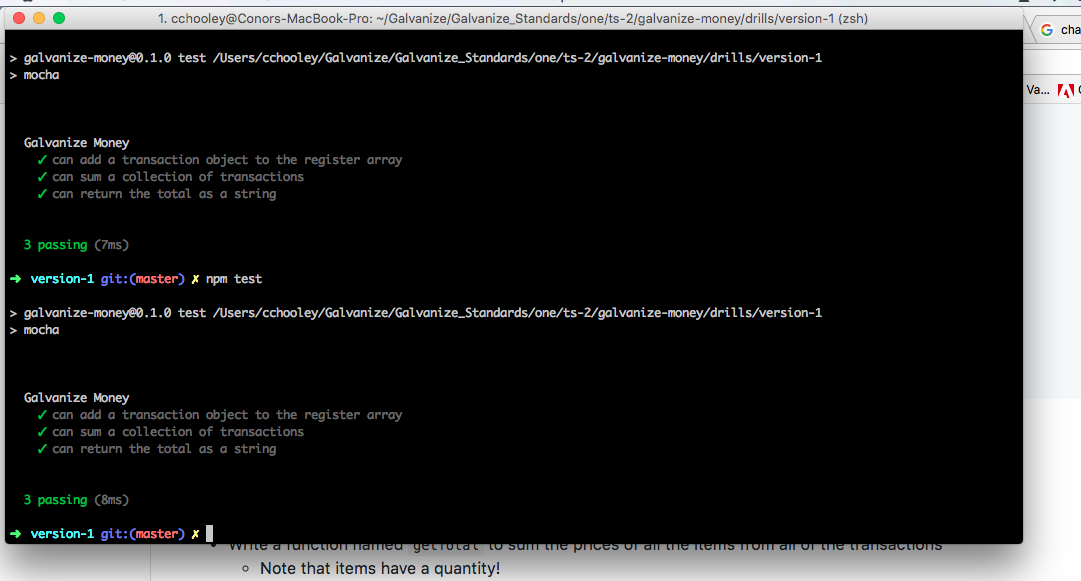 1. cchooley@Conors-MacBook-Pro: ~/Galvanize/Galvanize_Standards/one/ts-2/galvanize-money/drills/version-1 (zsh)
cha
Va...
> galvanize-money@0.1.0 test /Users/cchooley/Galvanize/Galvanize_Standards/one/ts-2/galvanize-money/drills/version-1
> mocha
Galvanize Money
✓ can add a transaction object to the register array
✓ can sum a collection of transactions
✓ can return the total as a string
3 passing (7ms)
➜ version-1 git:(master) ✗ npm test
> galvanize-money@0.1.0 test /Users/cchooley/Galvanize/Galvanize_Standards/one/ts-2/galvanize-money/drills/version-1
> mocha
Galvanize Money
✓ can add a transaction object to the register array
✓ can sum a collection of transactions
✓ can return the total as a string
3 passing (8ms)
➜ version-1 git:(master) ✗
Write a function named getTotal to sum the prices of all the items from all of the transactions
Note that items have a quantity!